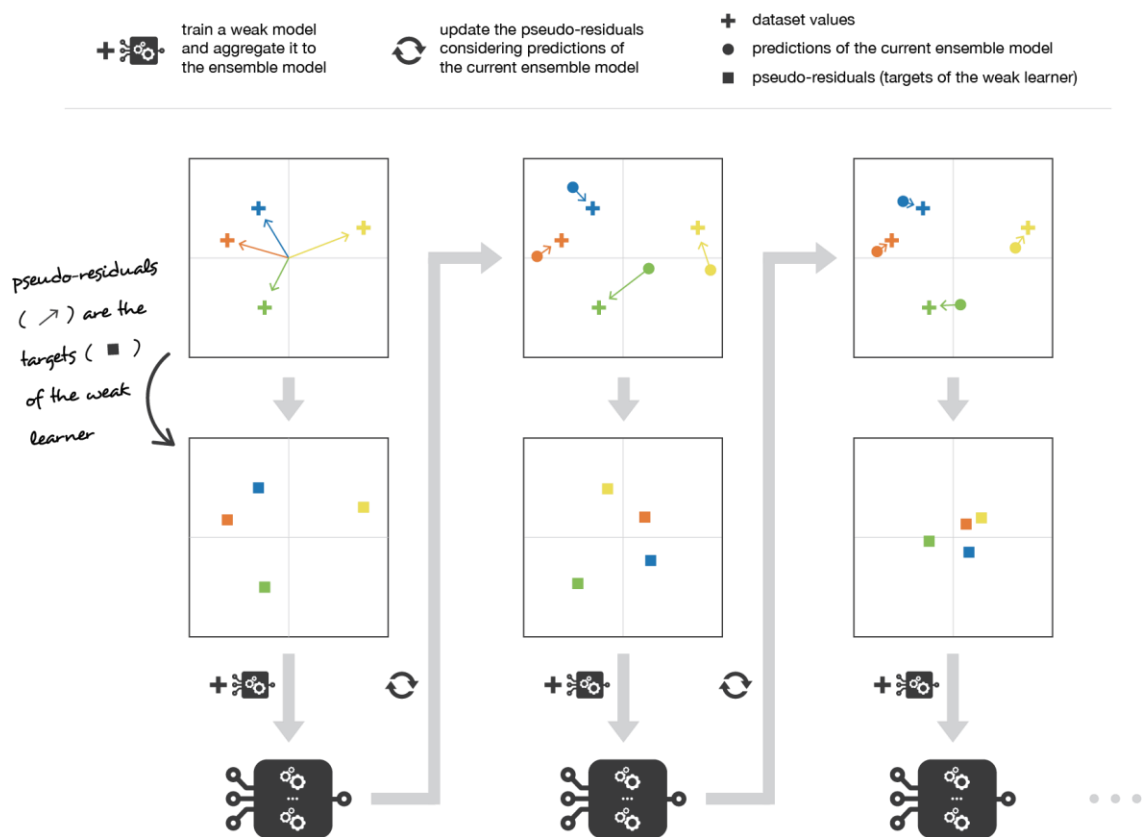 train a weak model
and aggregate it to
the ensemble model
update the pseudo-residuals
considering predictions of
the current ensemble model
dataset values
predictions of the current ensemble model
pseudo-residuals (targets of the weak learner)
pseudo-residuals
( ↗ ) are the
targets ( ■ )
of the weak
learner